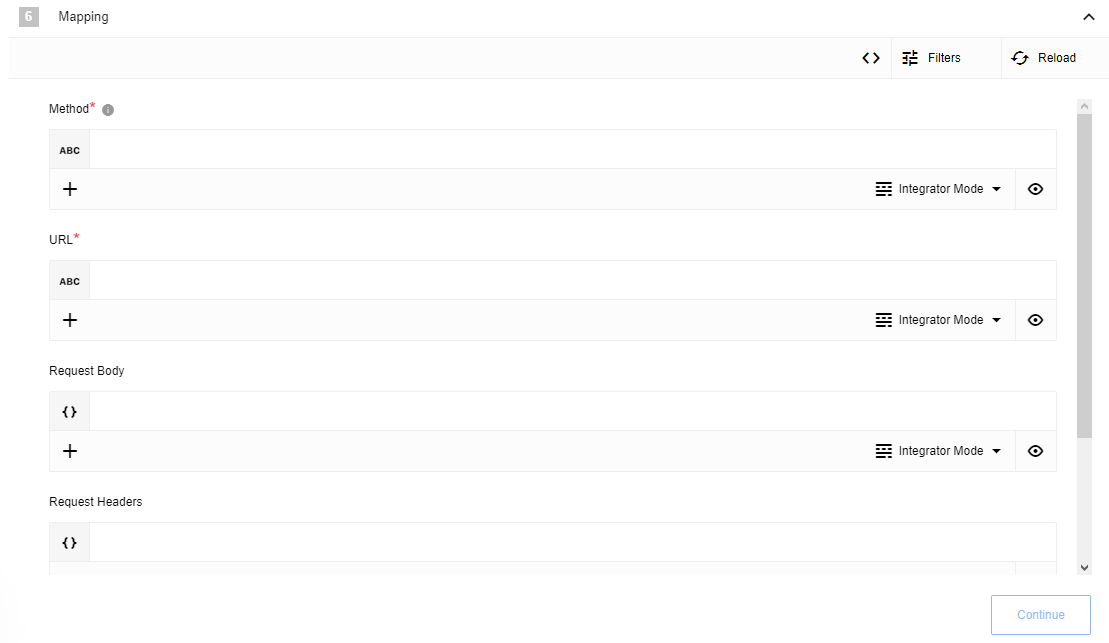 6 Mapping
Filters Reload
Method*
ABC
Integrator Mode
URL*
ABC
Integrator Mode
Request Body
{}
Integrator Mode
Request Headers
{}
Continue